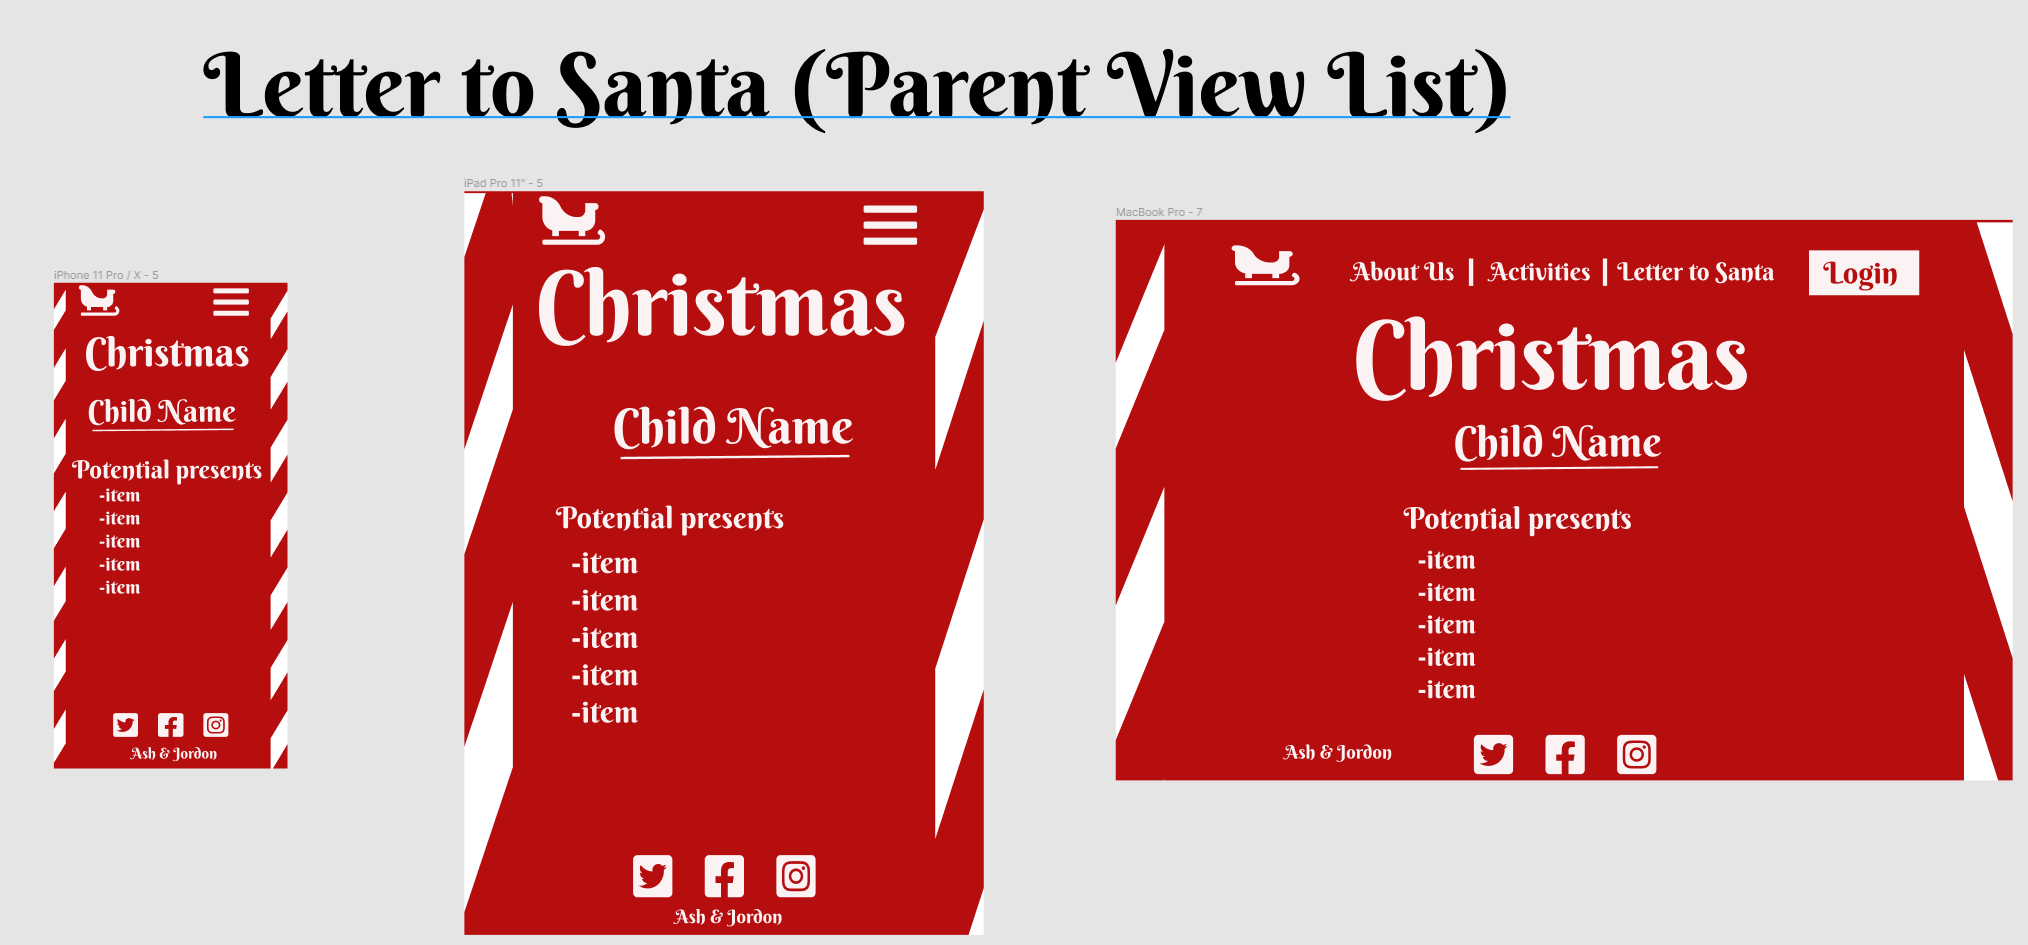 Letter to Santa (Parent View List)
iPhone 11 Pro / X - 5
Christmas
Child Name
Potential presents
-item
-item
-item
-item
-item
Ash & Jordon
iPad Pro 11" - 5
Christmas
Child Name
Potential presents
-item
-item
-item
-item
-item
Ash & Jordon
MacBook Pro - 7
About Us | Activities | Letter to Santa Login
Christmas
Child Name
Potential presents
-item
-item
-item
-item
-item
Ash & Jordon